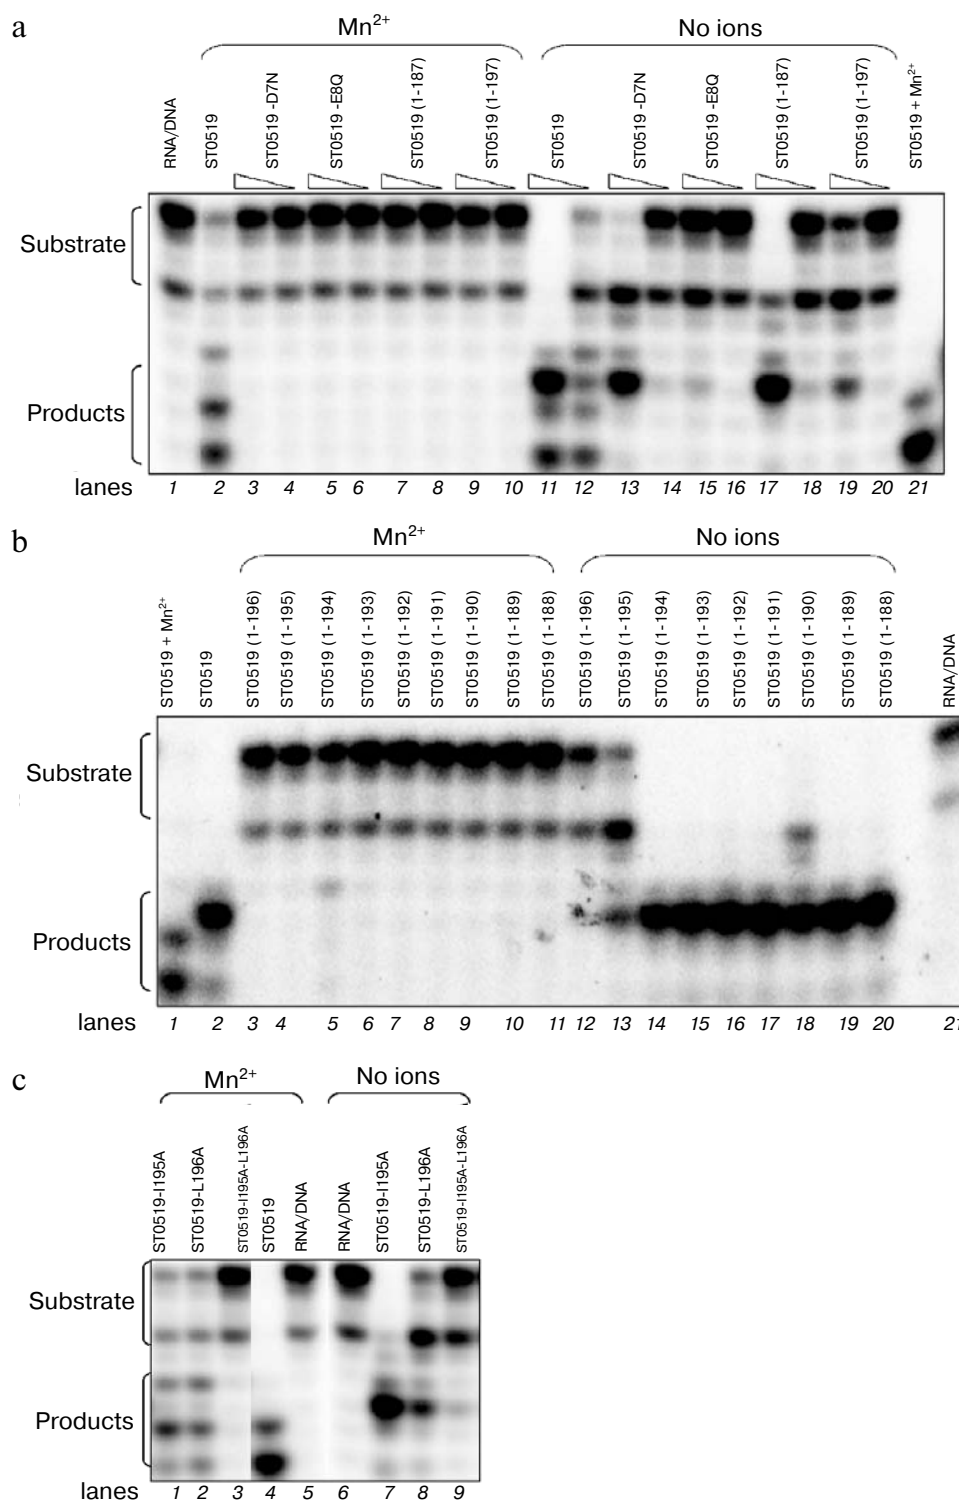 a
Mn2+
No ions
RNA/DNA
ST0519
ST0519 -D7N
ST0519 -E8Q
ST0519 (1-187)
ST0519 (1-197)
ST0519
ST0519 -D7N
ST0519 -E8Q
ST0519 (1-187)
ST0519 (1-197)
ST0519 + Mn2+
Substrate
Products
lanes 1 2 3 4 5 6 7 8 9 10 11 12 13 14 15 16 17 18 19 20 21
b
Mn2+
No ions
ST0519 + Mn2+
ST0519
ST0519 (1-196)
ST0519 (1-195)
ST0519 (1-194)
ST0519 (1-193)
ST0519 (1-192)
ST0519 (1-191)
ST0519 (1-190)
ST0519 (1-189)
ST0519 (1-188)
ST0519 (1-196)
ST0519 (1-195)
ST0519 (1-194)
ST0519 (1-193)
ST0519 (1-192)
ST0519 (1-191)
ST0519 (1-190)
ST0519 (1-189)
ST0519 (1-188)
RNA/DNA
Substrate
Products
lanes 1 2 3 4 5 6 7 8 9 10 11 12 13 14 15 16 17 18 19 20 21
c
Mn2+
No ions
ST0519-I195A
ST0519-L196A
ST0519-I195A-L196A
ST0519
RNA/DNA
RNA/DNA
ST0519-I195A
ST0519-L196A
ST0519-I195A-L196A
Substrate
Products
lanes 1 2 3 4 5 6 7 8 9